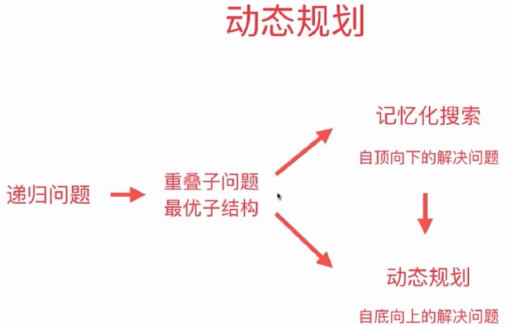 动态规划
记忆化搜索
自顶向下的解决问题
递归问题
重叠子问题
最优子结构
动态规划
自底向上的解决问题